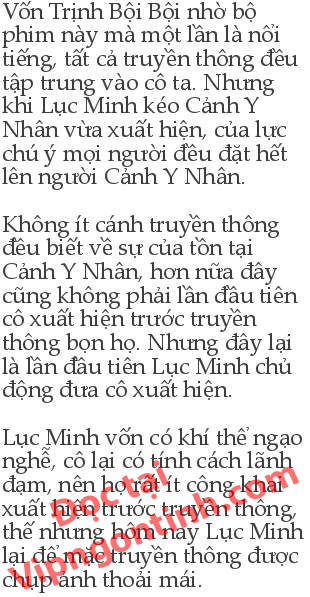 Vốn Trịnh Bội Bội nhờ bộ
phim này mà một lần là nổi
tiếng, tất cả truyền thông đều
tập trung vào cô ta. Nhưng
khi Lục Minh kéo Cảnh Y
Nhân vừa xuất hiện, của lực
chú ý mọi người đều đặt hết
lên người Cảnh Y Nhân.

Không ít cánh truyền thông
đều biết về sự của tồn tại
Cảnh Y Nhân, hơn nữa đây
cũng không phải lần đầu tiên
cô xuất hiện trước truyền
thông bọn họ. Nhưng đây lại
là lần đầu tiên Lục Minh chủ
động đưa cô xuất hiện.

Lục Minh vốn có khí thế ngạo
nghễ, cô lại có tính cách lãnh
đạm, nên họ rất ít công khai
xuất hiện trước truyền thông,
thế nhưng hôm nay Lục Minh
lại để mặc truyền thông được
chụp ảnh thoải mái.
Đọc tại
Vipngontinh.com